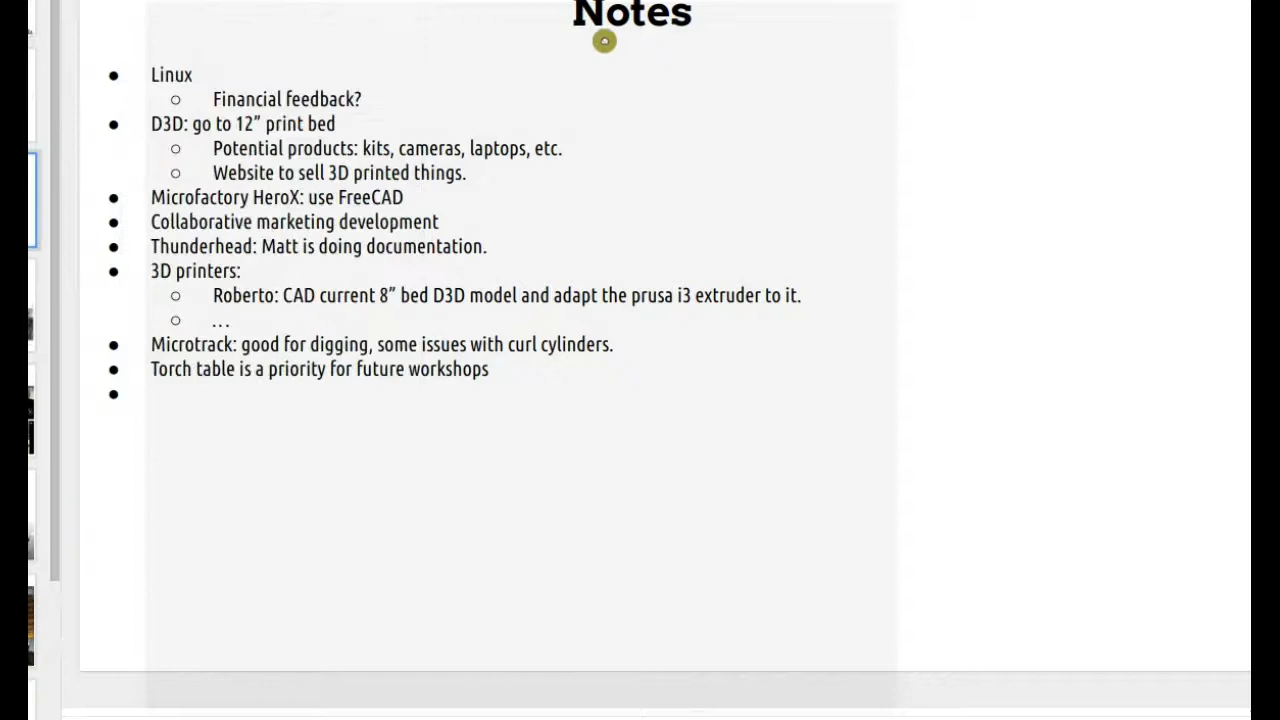 Notes
Linux
Financial feedback?
D3D: go to 12” print bed
Potential products: kits, cameras, laptops, etc.
Website to sell 3D printed things.
Microfactory HeroX: use FreeCAD
Collaborative marketing development
Thunderhead: Matt is doing documentation.
3D printers:
Roberto: CAD current 8” bed D3D model and adapt the prusa i3 extruder to it.
…
Microtrack: good for digging, some issues with curl cylinders.
Torch table is a priority for future workshops